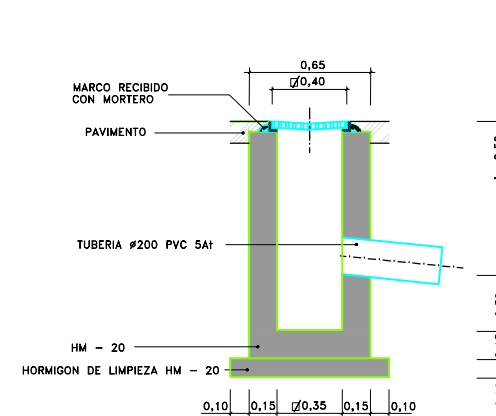 0,65
□0,40
MARCO RECIBIDO
CON MORTERO
PAVIMENTO
TUBERIA Ø200 PVC 5At
HM - 20
HORMIGON DE LIMPIEZA HM - 20
0,10 0,15 □0,35 0,15 0,10